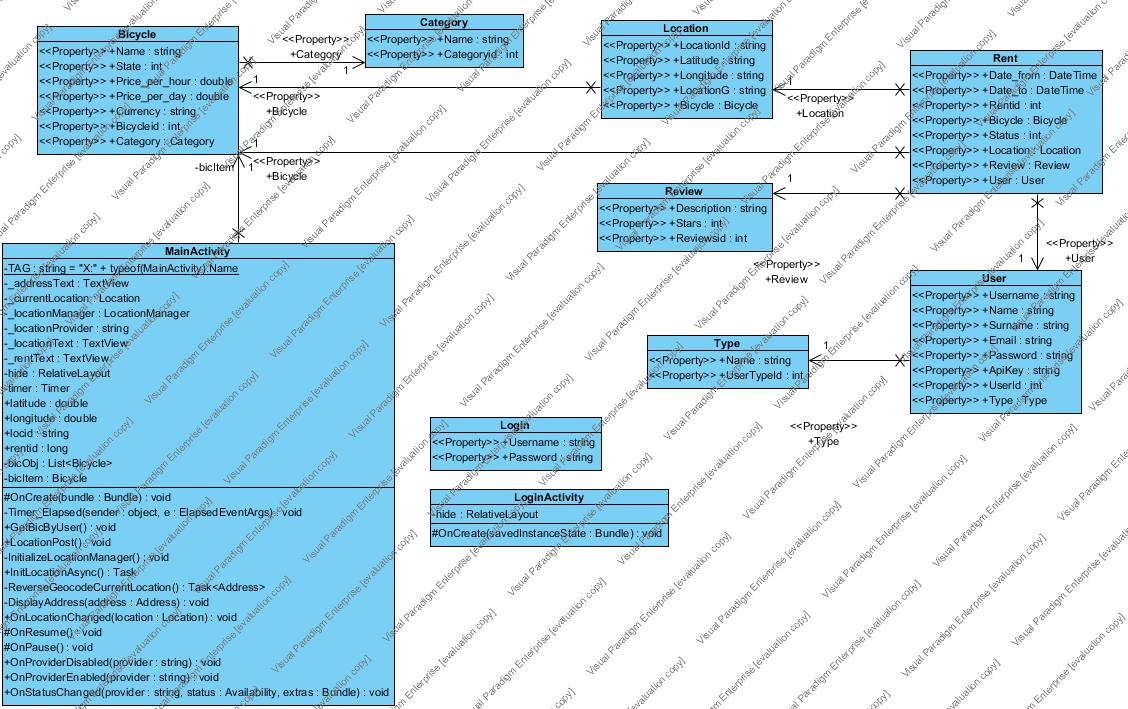 Bicycle
<<Property>> +Name : string
<<Property>> +State : int
<<Property>> +Price_per_hour : double
<<Property>> +Price_per_day : double
<<Property>> +Currency : string
<<Property>> +Bicycleid : int
<<Property>> +Category : Category
<<Property>>
+Category
1
Category
<<Property>> +Name : string
<<Property>> +Categoryid : int
1
<<Property>>
+Bicycle
Location
<<Property>> +LocationId : string
<<Property>> +Latitude : string
<<Property>> +Longitude : string
<<Property>> +LocationG : string
<<Property>> +Bicycle : Bicycle
1
<<Property>>
+Location
Rent
<<Property>> +Date_from : DateTime
<<Property>> +Date_to : DateTime
<<Property>> +Rentid : int
<<Property>> +Bicycle : Bicycle
<<Property>> +Status : int
<<Property>> +Location : Location
<<Property>> +Review : Review
<<Property>> +User : User
1
<<Property>>
+Bicycle
-bicItem
1
Review
<<Property>> +Description : string
<<Property>> +Stars : int
<<Property>> +Reviewsid : int
1
<<Property>>
+Review
<<Property>>
+User
1
MainActivity
-TAG : string = "X:" + typeof(MainActivity).Name
-_addressText : TextView
-_currentLocation : Location
-_locationManager : LocationManager
-_locationProvider : string
-_locationText : TextView
-_rentText : TextView
-hide : RelativeLayout
-timer : Timer
+latitude : double
+longitude : double
+locid : string
+rentid : long
-bicObj : List<Bicycle>
-bicItem : Bicycle
#OnCreate(bundle : Bundle) : void
-Timer_Elapsed(sender : object, e : ElapsedEventArgs) : void
+GetBicByUser() : void
+LocationPost() : void
-InitializeLocationManager() : void
+InitLocationAsync() : Task
-ReverseGeocodeCurrentLocation() : Task<Address>
-DisplayAddress(address : Address) : void
+OnLocationChanged(location : Location) : void
#OnResume() : void
#OnPause() : void
+OnProviderDisabled(provider : string) : void
+OnProviderEnabled(provider : string) : void
+OnStatusChanged(provider : string, status : Availability, extras : Bundle) : void
User
<<Property>> +Username : string
<<Property>> +Name : string
<<Property>> +Surname : string
<<Property>> +Email : string
<<Property>> +Password : string
<<Property>> +ApiKey : string
<<Property>> +UserId : int
<<Property>> +Type : Type
Type
<<Property>> +Name : string
<<Property>> +UserTypeId : int
1
<<Property>>
+Type
Login
<<Property>> +Username : string
<<Property>> +Password : string
LoginActivity
-hide : RelativeLayout
#OnCreate(savedInstanceState : Bundle) : void
Visual Paradigm Enterprise [evaluation copy]